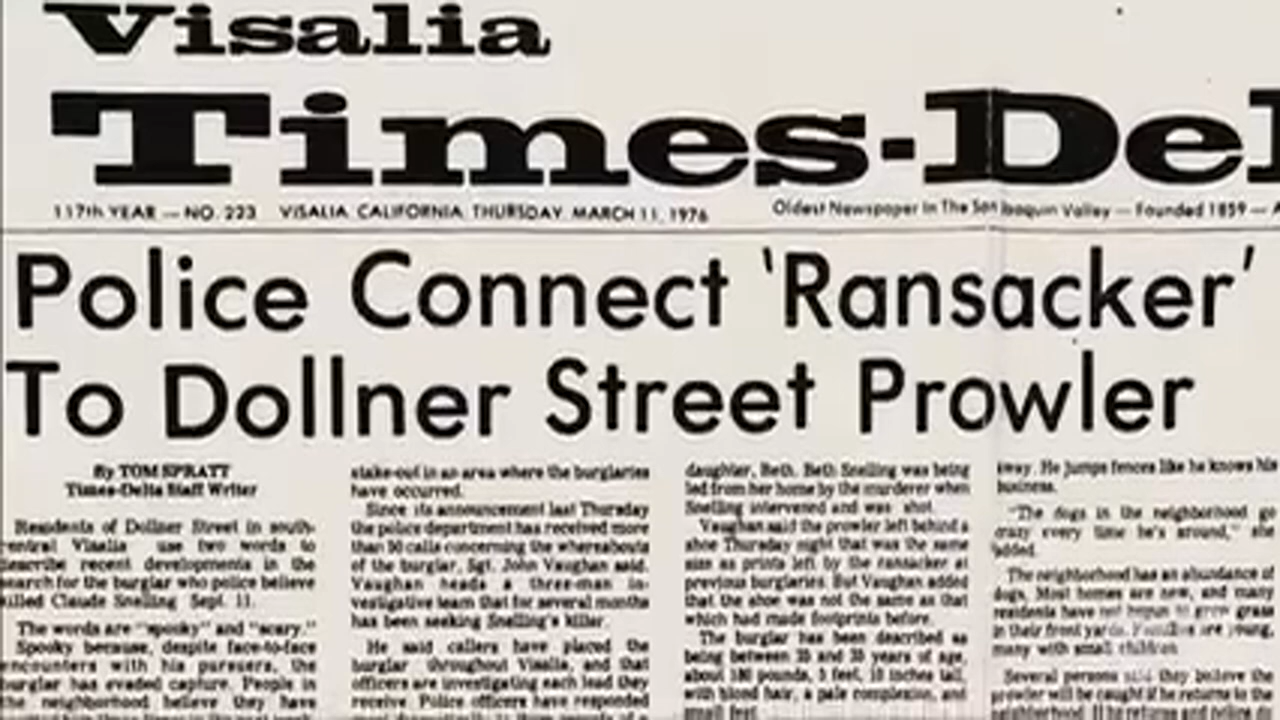 Visalia
Times-Del
117th YEAR — NO. 223 VISALIA, CALIFORNIA, THURSDAY, MARCH 11, 1976 Oldest Newspaper In The San Joaquin Valley — Founded 1859 —
Police Connect 'Ransacker'
To Dollner Street Prowler
By TOM SPRATT
Times-Delta Staff Writer
Residents of Dollner Street in south-
entral Visalia use two words to
describe recent developments in the
search for the burglar who police believe
killed Claude Snelling Sept. 11.
The words are "spooky" and "scary."
Spooky because, despite face-to-face
encounters with his pursuers, the
burglar has evaded capture. People in
the neighborhood believe they have
stake-out in an area where the burglaries
have occurred.
Since its announcement last Thursday
the police department has received more
than 50 calls concerning the whereabouts
of the burglar, Sgt. John Vaughan said.
Vaughan heads a three-man in-
vestigative team that for several months
has been seeking Snelling's killer.
He said callers have placed the
burglar throughout Visalia, and that
officers are investigating each lead they
receive. Police officers have responded
daughter, Beth. Beth Snelling was being
led from her home by the murderer when
Snelling intervened and was shot.
Vaughan said the prowler left behind a
shoe Thursday night that was the same
size as prints left by the ransacker at
previous burglaries. But Vaughan added
that the shoe was not the same as that
which had made footprints before.
The burglar has been described as
being between 25 and 35 years of age,
about 180 pounds, 5 feet, 10 inches tall,
with blond hair, a pale complexion, and
small feet.
away. He jumps fences like he knows his
business.
"The dogs in the neighborhood go
crazy every time he's around," she
added.
The neighborhood has an abundance of
dogs. Most homes are new, and many
residents have not begun to grow grass
in their front yards. Families are young,
many with small children.
Several persons said they believe the
prowler will be caught if he returns to the
neighborhood. If he returns and police do